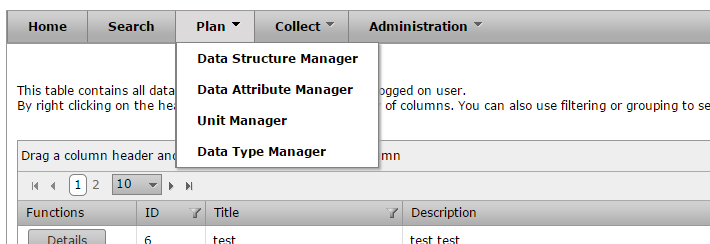 Home Search Plan Collect Administration
Data Structure Manager
Data Attribute Manager
Unit Manager
Data Type Manager
This table contains all data ogged on user.
By right clicking on the hea of columns. You can also use filtering or grouping to se
Drag a column header and mn
1 2 10
Functions ID Title Description
Details 6 test test test